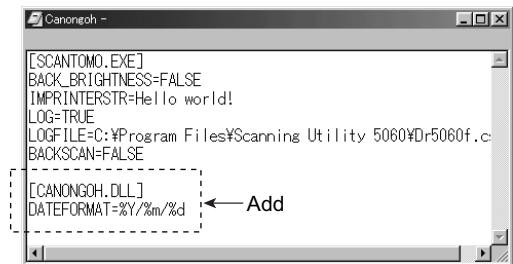 Canongoh -
[SCANTOMO.EXE]
BACK_BRIGHTNESS=FALSE
IMPRINTERSTR=Hello world!
LOG=TRUE
LOGFILE=C:¥Program Files¥Scanning Utility 5060¥Dr5060f.c
BACKSCAN=FALSE
[CANONGOH.DLL]
DATEFORMAT=%Y/%m/%d
Add